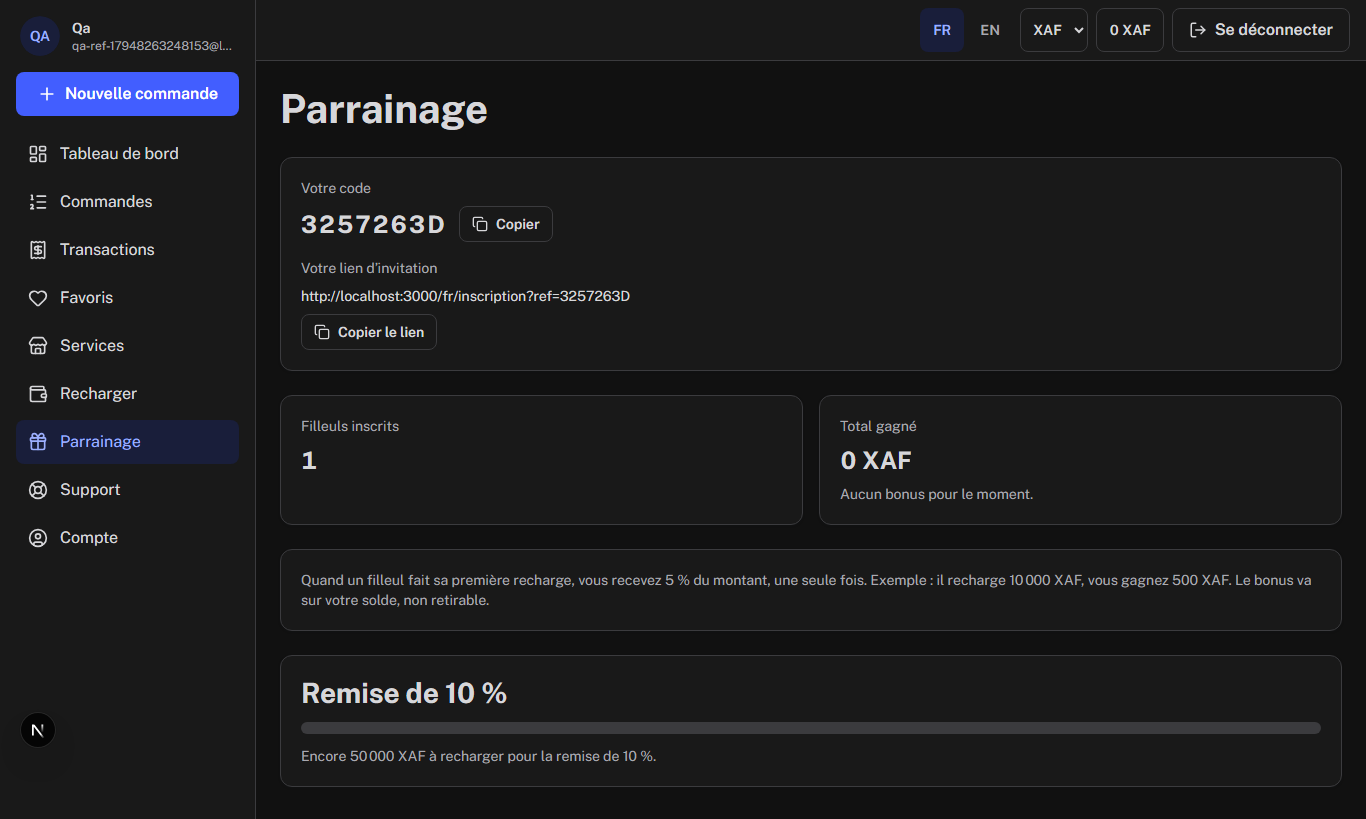 QA
Qa
qa-ref-17948263248153@l...
Nouvelle commande
Tableau de bord
Commandes
Transactions
Favoris
Services
Recharger
Parrainage
Support
Compte
N
FR
EN
XAF
0 XAF
Se déconnecter
Parrainage
Votre code
3257263D
Copier
Votre lien d'invitation
http://localhost:3000/fr/inscription?ref=3257263D
Copier le lien
Filleuls inscrits
1
Total gagné
0 XAF
Aucun bonus pour le moment.
Quand un filleul fait sa première recharge, vous recevez 5 % du montant, une seule fois. Exemple : il recharge 10 000 XAF, vous gagnez 500 XAF. Le bonus va
sur votre solde, non retirable.
Remise de 10 %
Encore 50 000 XAF à recharger pour la remise de 10 %.